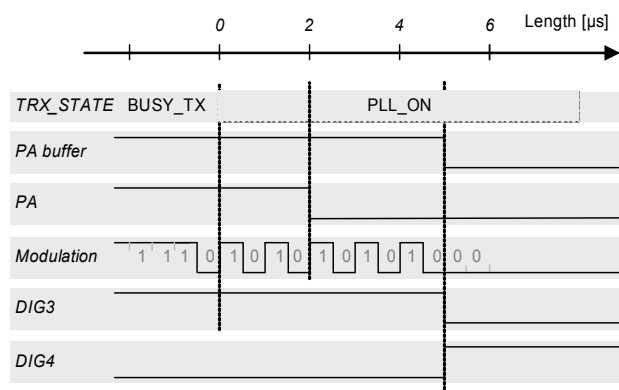 0 2 4 6 Length [µs]
TRX_STATE BUSY_TX PLL_ON
PA buffer
PA
Modulation 1 1 1 0 1 0 1 0 1 0 1 0 1 0 0 0
DIG3
DIG4